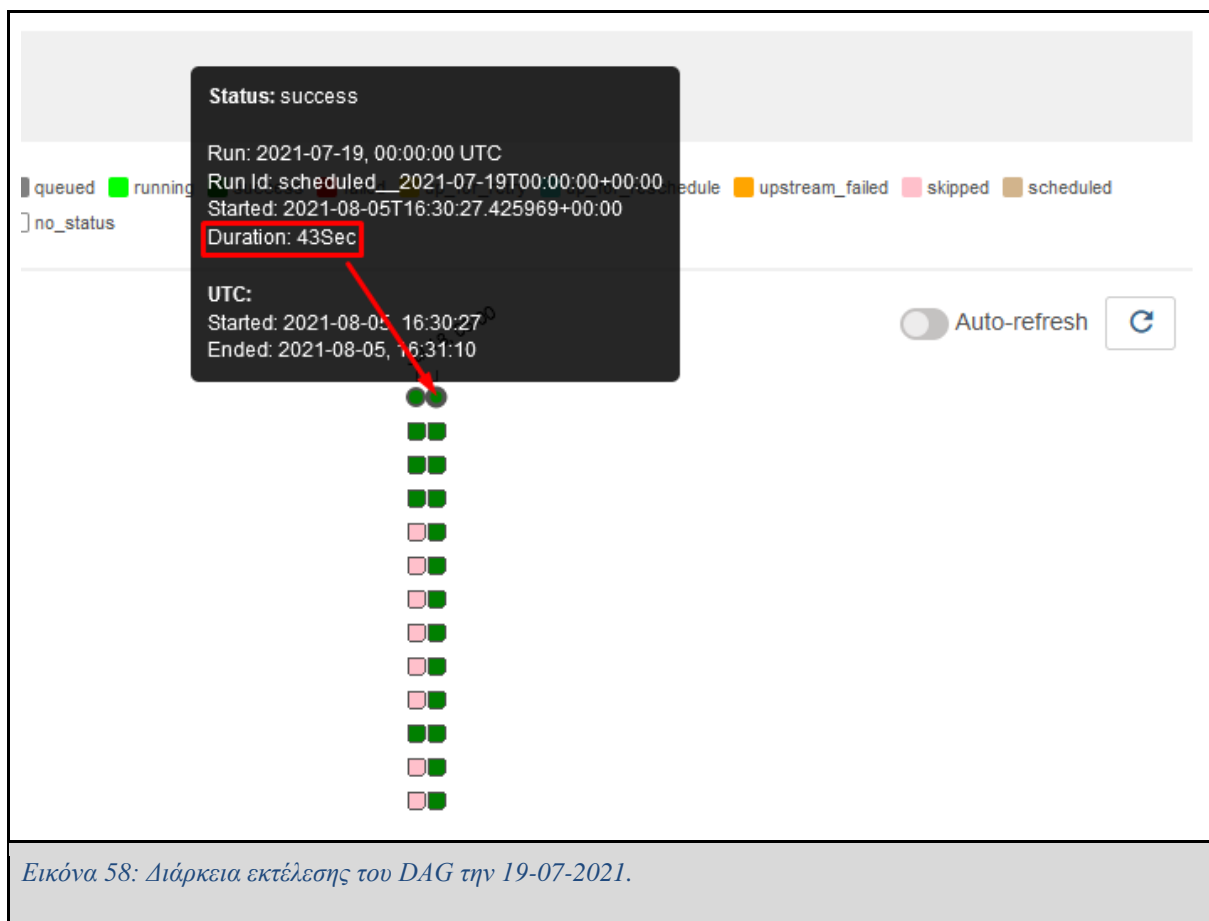 Status: success
Run: 2021-07-19, 00:00:00 UTC
Run Id: scheduled__2021-07-19T00:00:00+00:00
queued running schedule upstream_failed skipped scheduled
Started: 2021-08-05T16:30:27.425969+00:00
no_status
Duration: 43Sec
UTC:
Started: 2021-08-05, 16:30:27
Auto-refresh
Ended: 2021-08-05, 16:31:10
Εικόνα 58: Διάρκεια εκτέλεσης του DAG την 19-07-2021.